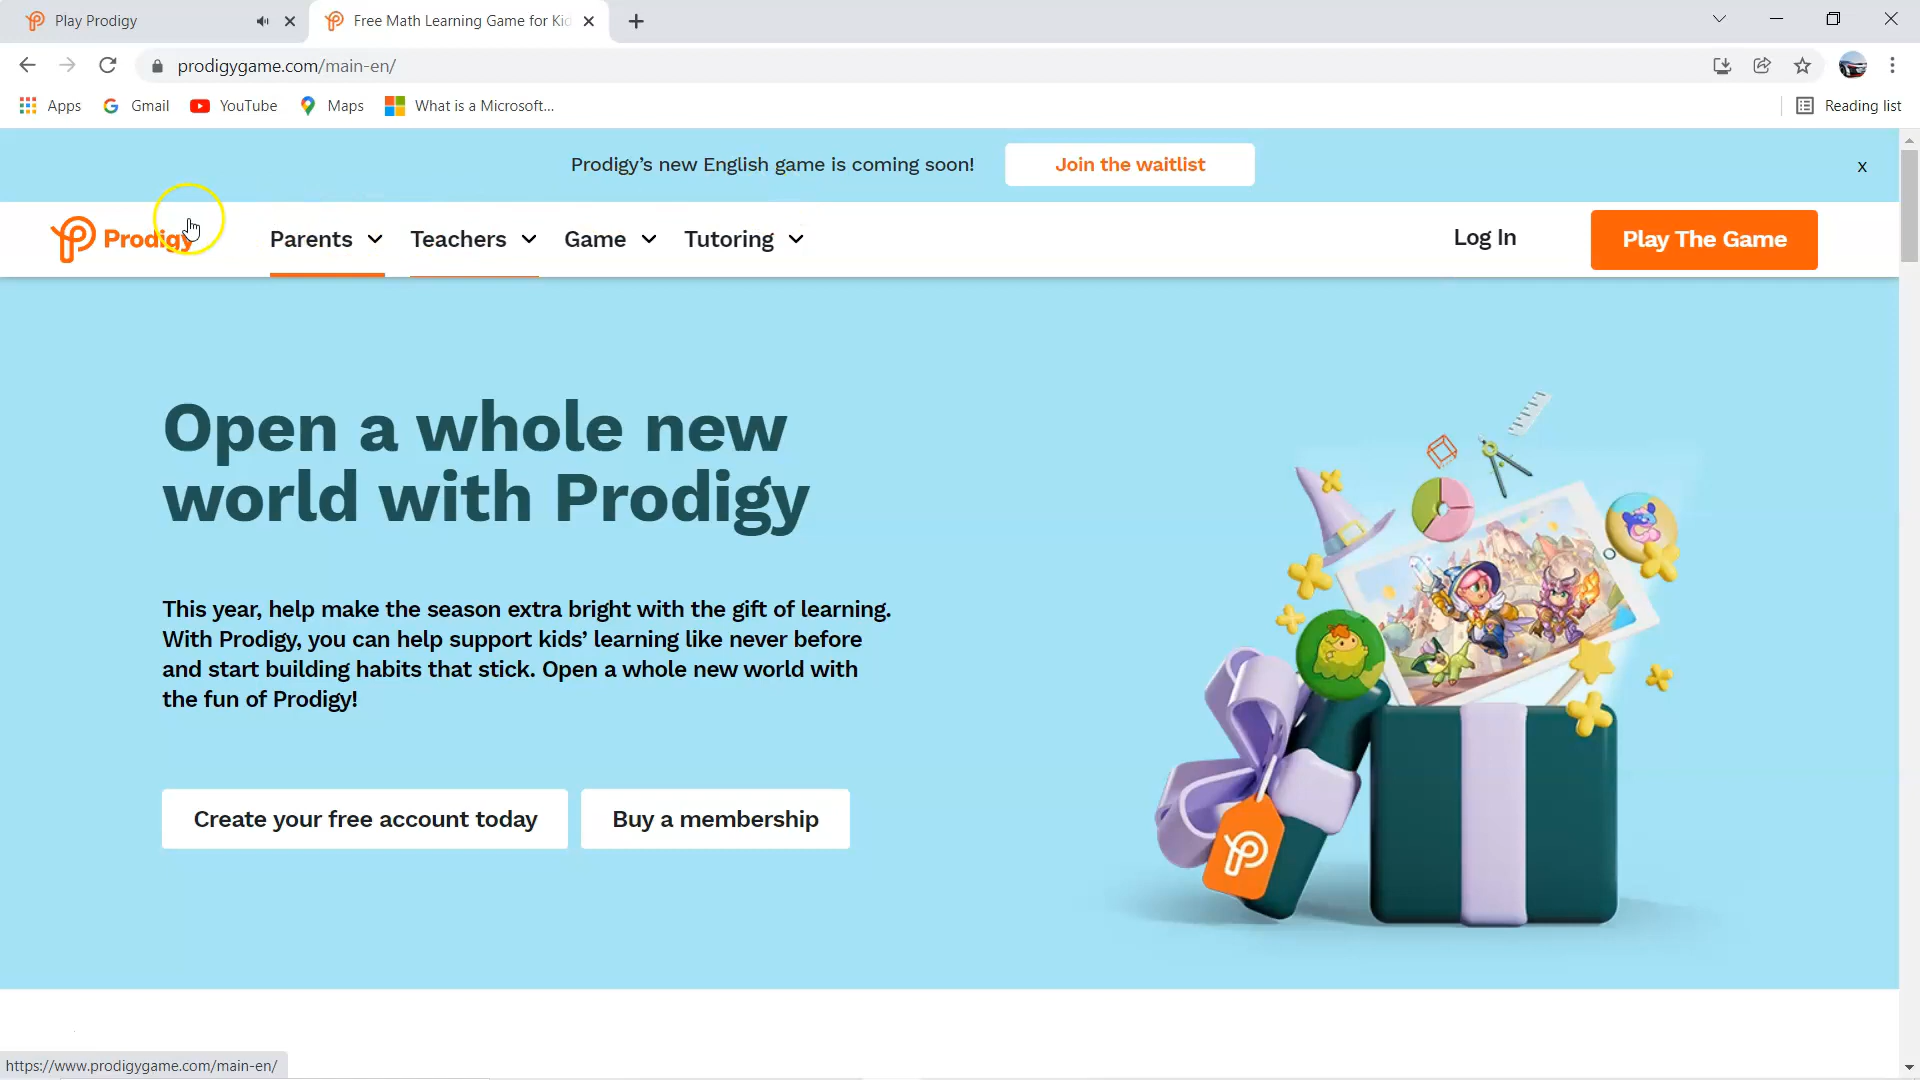 Play Prodigy
Free Math Learning Game for Kid
prodigygame.com/main-en/
Apps
Gmail
YouTube
Maps
What is a Microsoft...
Reading list
Prodigy's new English game is coming soon!
Join the waitlist
x
Prodigy
Parents
Teachers
Game
Tutoring
Log In
Play The Game
Open a whole new
world with Prodigy
This year, help make the season extra bright with the gift of learning.
With Prodigy, you can help support kids' learning like never before
and start building habits that stick. Open a whole new world with
the fun of Prodigy!
Create your free account today
Buy a membership
https://www.prodigygame.com/main-en/